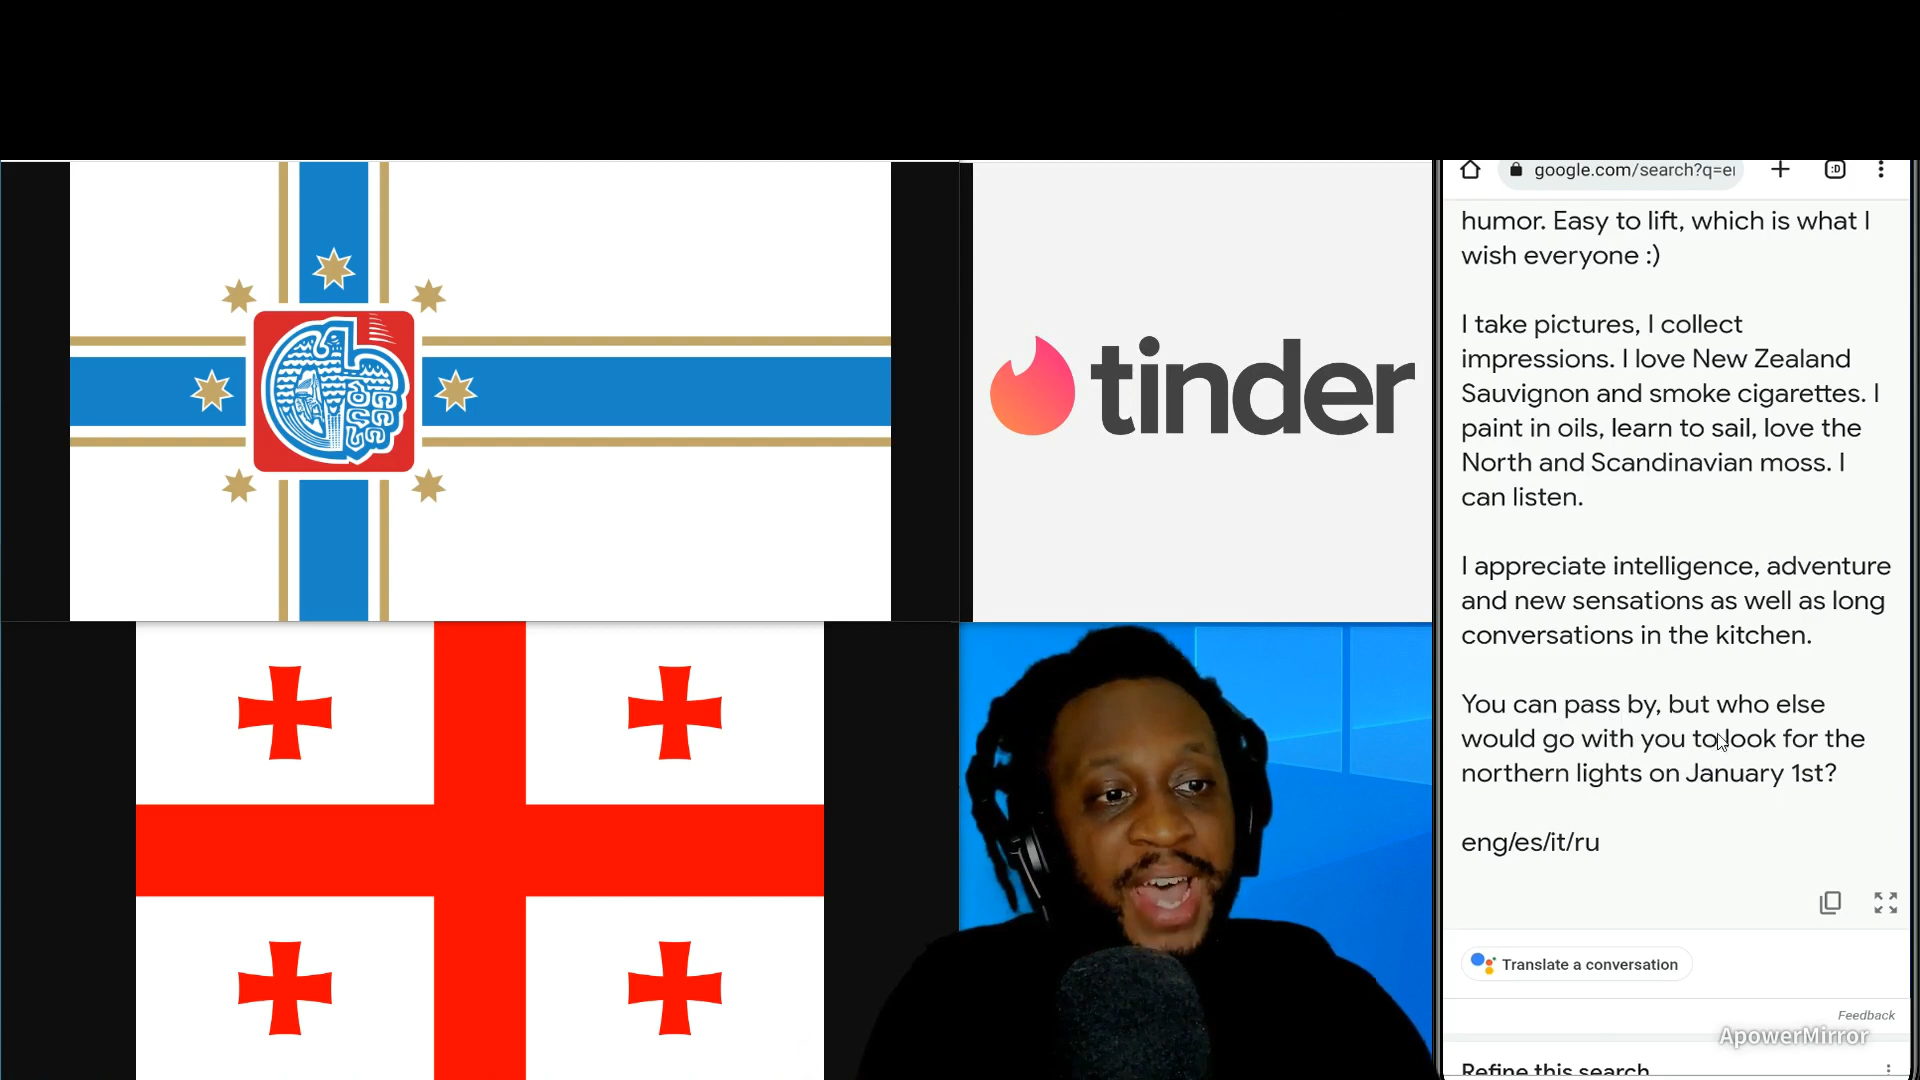 tinder
google.com/search?q=
:D
humor. Easy to lift, which is what I
wish everyone :)
I take pictures, I collect
impressions. I love New Zealand
Sauvignon and smoke cigarettes. I
paint in oils, learn to sail, love the
North and Scandinavian moss. I
can listen.
I appreciate intelligence, adventure
and new sensations as well as long
conversations in the kitchen.
You can pass by, but who else
would go with you to look for the
northern lights on January 1st?
eng/es/it/ru
Translate a conversation
Feedback
ApowerMirror
Refine this search